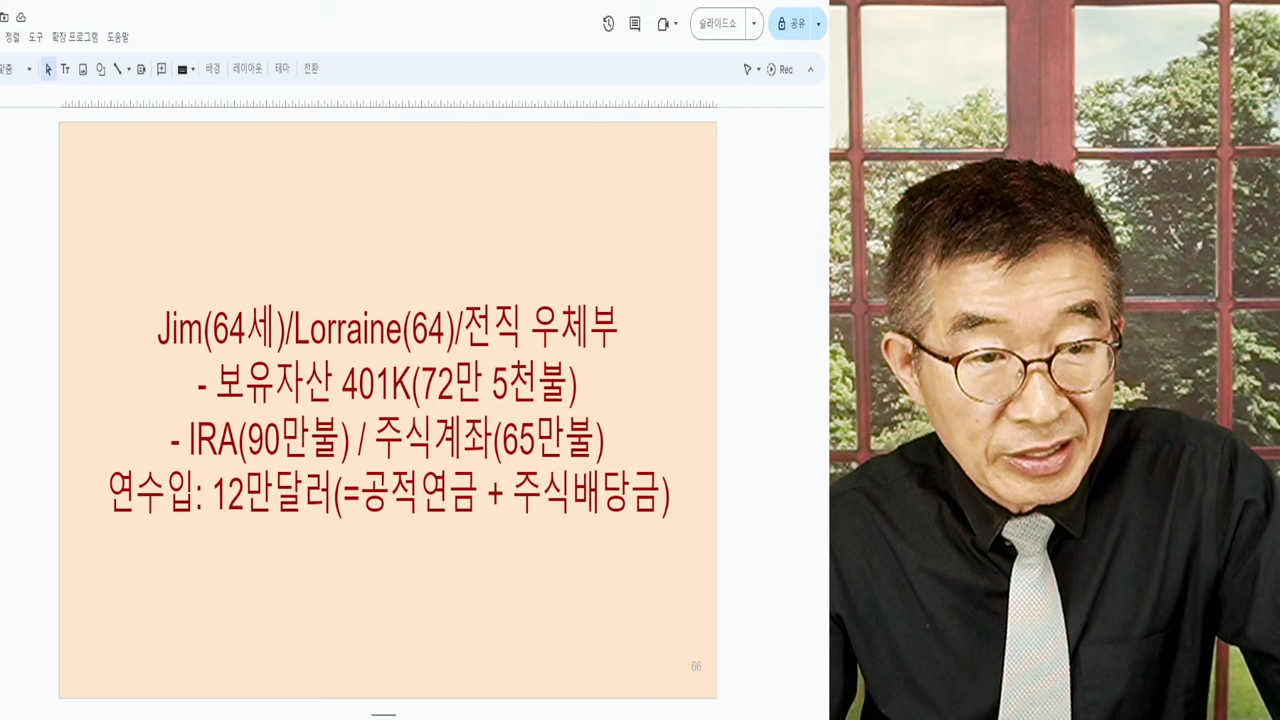 정렬 도구 확장 프로그램 도움말
슬라이드쇼 공유
맞춤 Tт 배경 레이아웃 테마 전환 Rec
Jim(64세)/Lorraine(64)/전직 우체부
- 보유자산 401K(72만 5천불)
- IRA(90만불) / 주식계좌(65만불)
연수입: 12만달러(=공적연금 + 주식배당금)
66